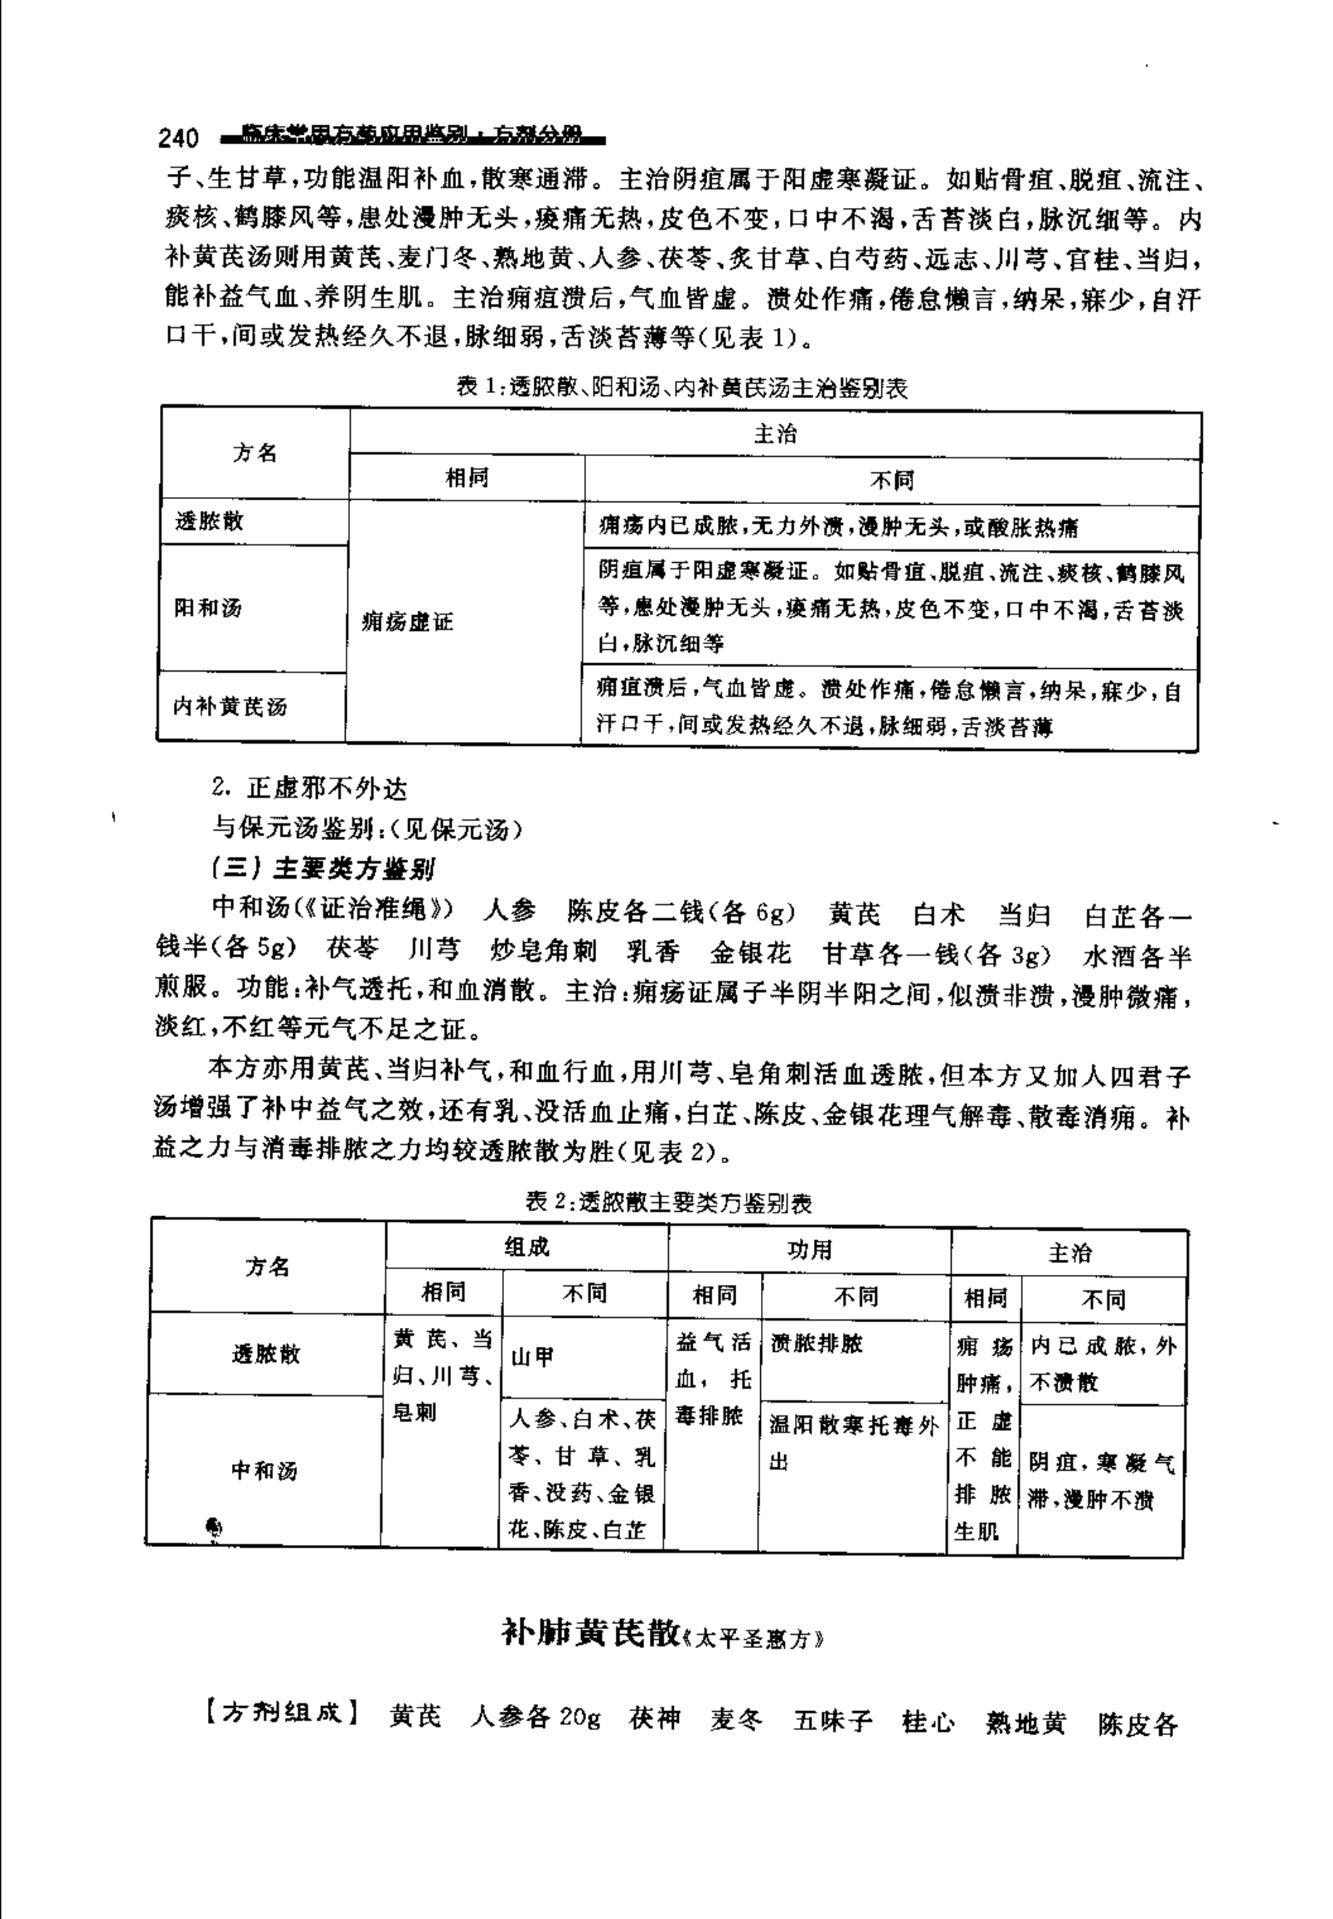 240 临床常用方药应用鉴别·方剂分册
子、生甘草,功能温阳补血,散寒通滞。主治阴疽属于阳虚寒凝证。如贴骨疽、脱疽、流注、
痰核、鹤膝风等,患处漫肿无头,痠痛无热,皮色不变,口中不渴,舌苔淡白,脉沉细等。内
补黄芪汤则用黄芪、麦门冬、熟地黄、人参、茯苓、炙甘草、白芍药、远志、川芎、官桂、当归,
能补益气血、养阴生肌。主治痈疽溃后,气血皆虚。溃处作痛,倦怠懒言,纳呆,寐少,自汗
口干,间或发热经久不退,脉细弱,舌淡苔薄等(见表1)。
表1:透脓散、阳和汤、内补黄芪汤主治鉴别表
方名
主治
相同
不同
透脓散
痈疡内已成脓,无力外溃,漫肿无头,或酸胀热痛
阳和汤
痈疡虚证
阴疽属于阳虚寒凝证。如贴骨疽、脱疽、流注、痰核、鹤膝风
等,患处漫肿无头,痠痛无热,皮色不变,口中不渴,舌苔淡
白,脉沉细等
内补黄芪汤
痈疽溃后,气血皆虚。溃处作痛,倦怠懒言,纳呆,寐少,自
汗口干,间或发热经久不退,脉细弱,舌淡苔薄
2. 正虚邪不外达
与保元汤鉴别:(见保元汤)
(三)主要类方鉴别
中和汤(《证治准绳》) 人参 陈皮各二钱(各6g) 黄芪 白术 当归 白芷各一
钱半(各5g) 茯苓 川芎 炒皂角刺 乳香 金银花 甘草各一钱(各3g) 水酒各半
煎服。功能:补气透托,和血消散。主治:痈疡证属子半阴半阳之间,似溃非溃,漫肿微痛,
淡红,不红等元气不足之证。
本方亦用黄芪、当归补气,和血行血,用川芎、皂角刺活血透脓,但本方又加人四君子
汤增强了补中益气之效,还有乳、没活血止痛,白芷、陈皮、金银花理气解毒、散毒消痈。补
益之力与消毒排脓之力均较透脓散为胜(见表2)。
表2:透脓散主要类方鉴别表
方名
组成
功用
主治
相同
不同
相同
不同
相同
不同
透脓散
黄芪、当
归、川芎、
皂刺
山甲
益气活
血,托
毒排脓
溃脓排脓
痈疡
肿痛,
正虚
不能
排脓
生肌
内已成脓,外
不溃散
中和汤
人参、白术、茯
苓、甘草、乳
香、没药、金银
花、陈皮、白芷
温阳散寒托毒外
出
阴疽,寒凝气
滞,漫肿不溃
补肺黄芪散《太平圣惠方》
【方剂组成】 黄芪 人参各20g 茯神 麦冬 五味子 桂心 熟地黄 陈皮各